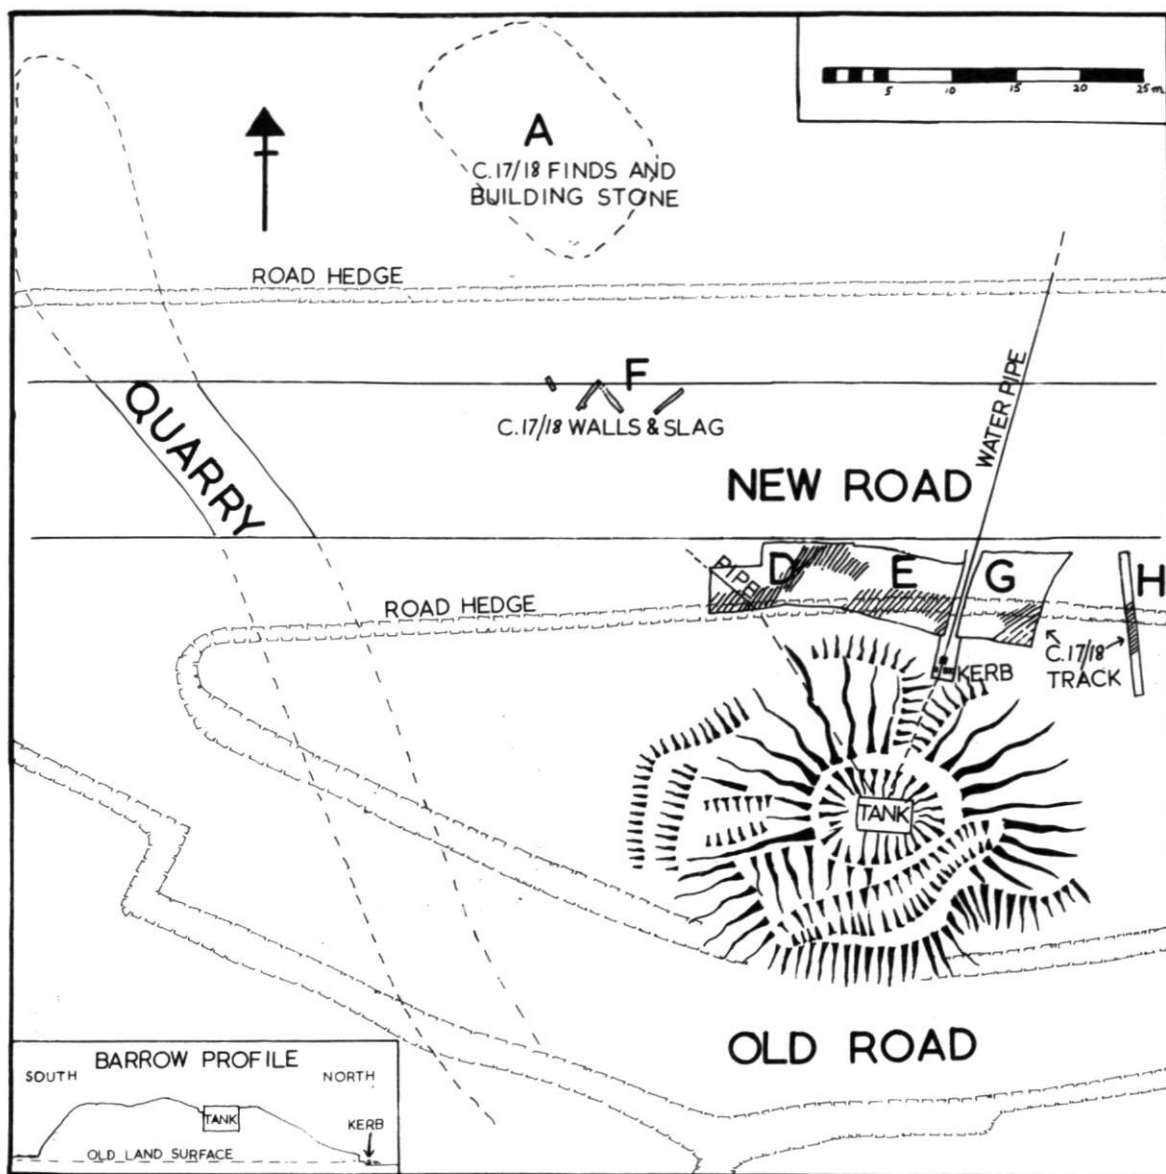 5 10 15 20 25 m
A
C.17/18 FINDS AND
BUILDING STONE
ROAD HEDGE
F
C.17/18 WALLS & SLAG
QUARRY
WATER PIPE
NEW ROAD
PIPE
D E G H
ROAD HEDGE
C.17/18
TRACK
KERB
TANK
OLD ROAD
BARROW PROFILE
SOUTH NORTH
TANK
KERB
OLD LAND SURFACE